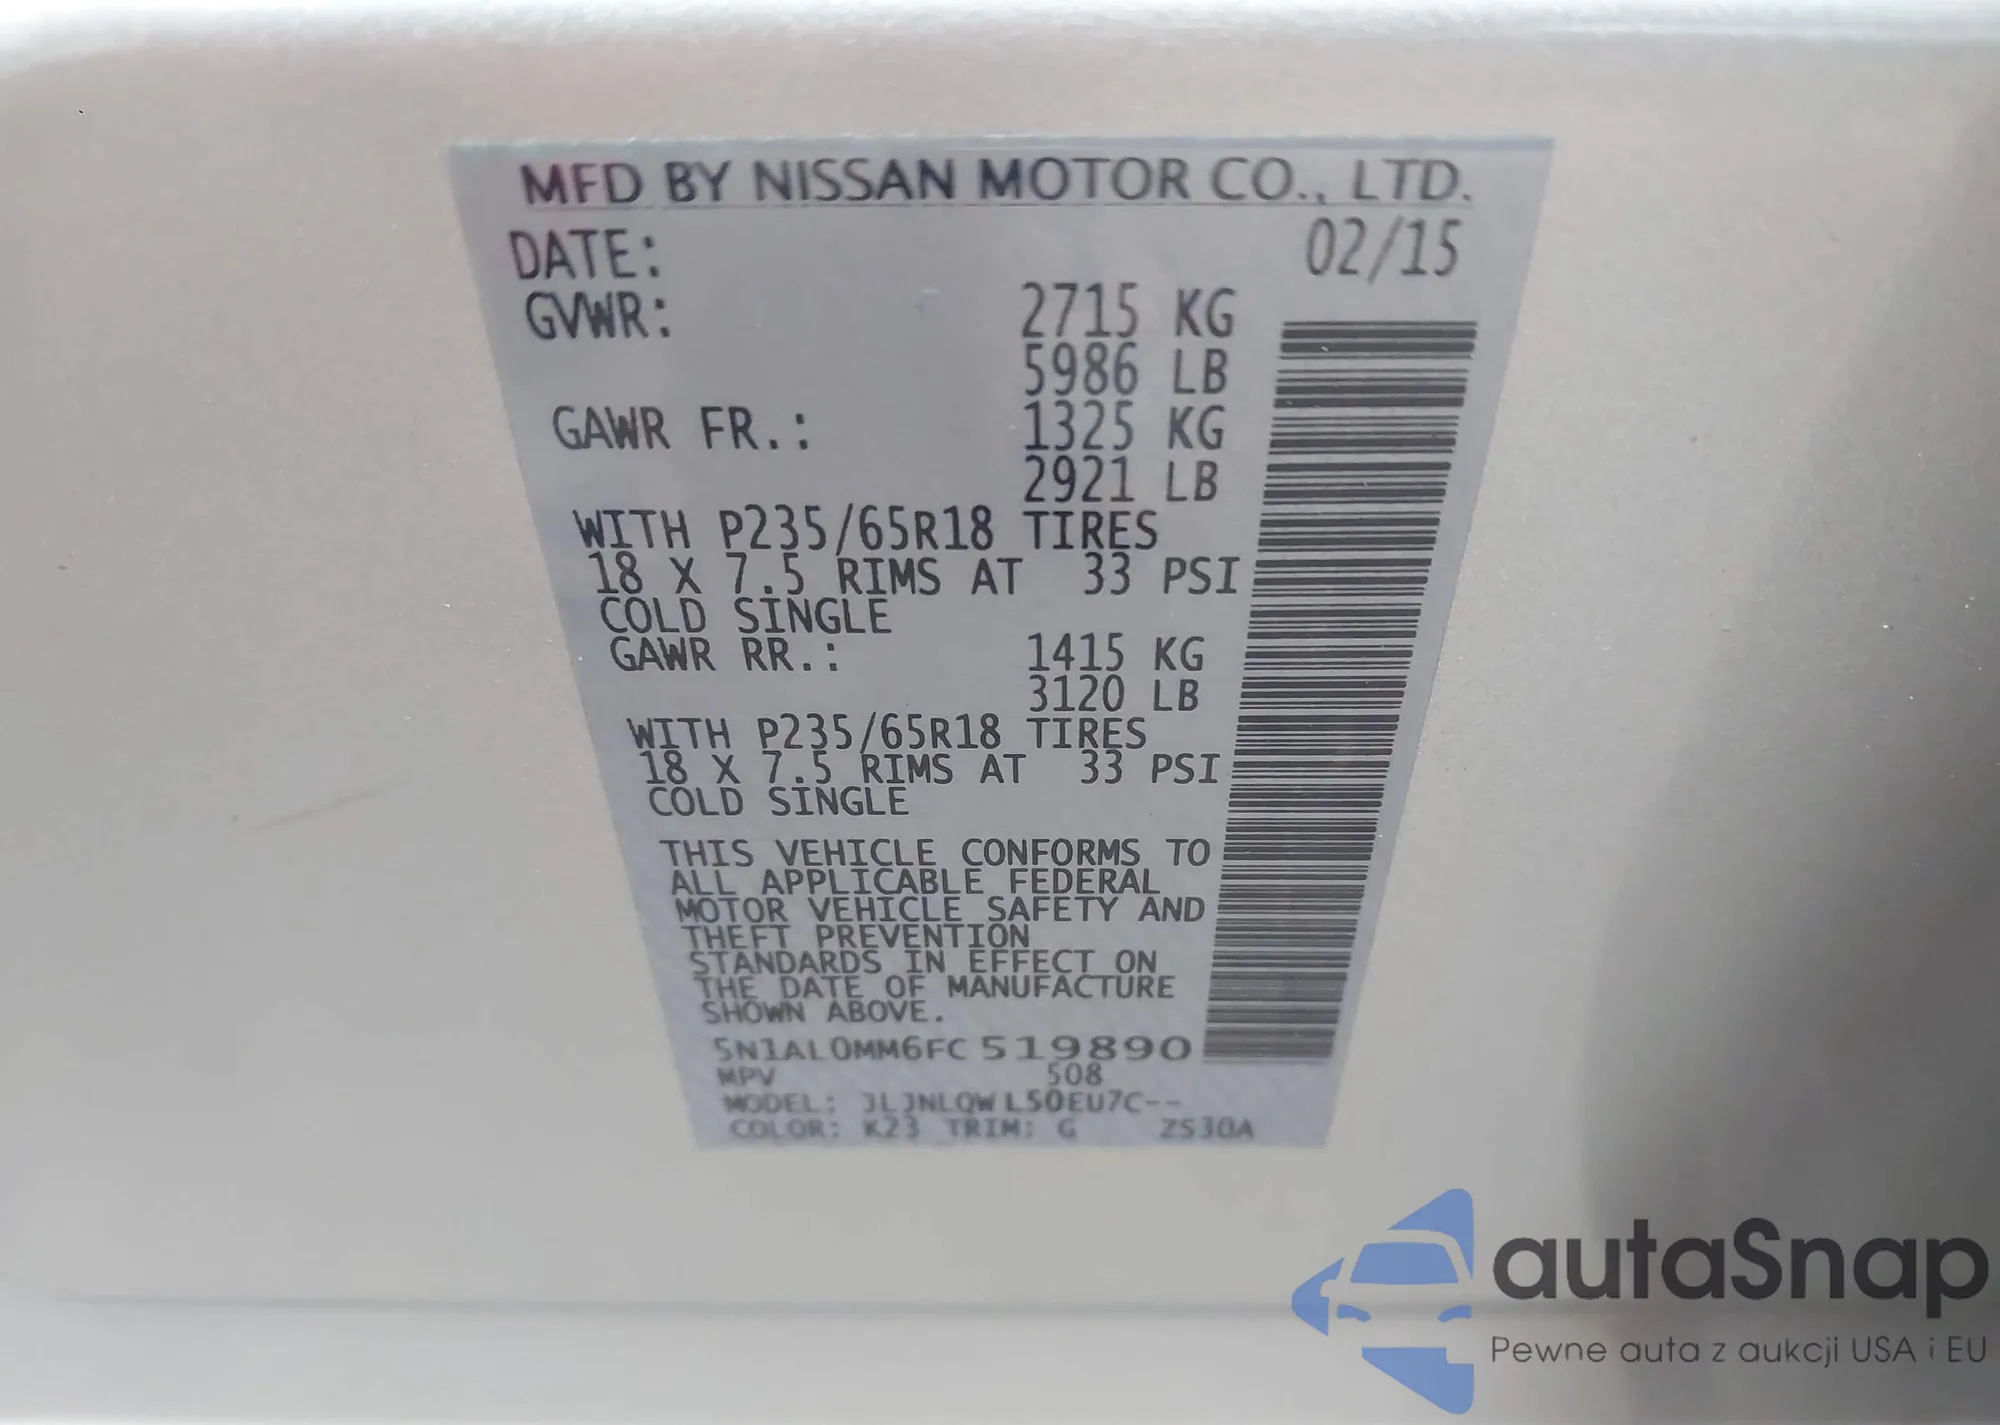 MFD BY NISSAN MOTOR CO., LTD.
DATE: 02/15
GVWR: 2715 KG
5986 LB
GAWR FR.: 1325 KG
2921 LB
WITH P235/65R18 TIRES
18 X 7.5 RIMS AT 33 PSI
COLD SINGLE
GAWR RR.: 1415 KG
3120 LB
WITH P235/65R18 TIRES
18 X 7.5 RIMS AT 33 PSI
COLD SINGLE
THIS VEHICLE CONFORMS TO
ALL APPLICABLE FEDERAL
MOTOR VEHICLE SAFETY AND
THEFT PREVENTION
STANDARDS IN EFFECT ON
THE DATE OF MANUFACTURE
SHOWN ABOVE.
5N1AL0MM6FC519890
MPV 508
MODEL: JLJNLQWL50EU7C--
COLOR: K23 TRIM: G ZS30A
autaSnap
Pewne auta z aukcji USA i EU